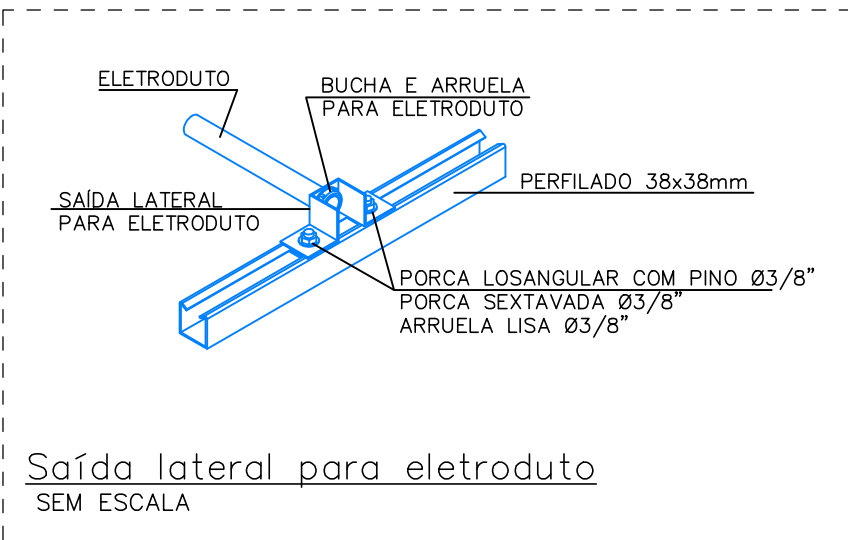 ELETRODUTO
BUCHA E ARRUELA
PARA ELETRODUTO
PERFILADO 38x38mm
SAÍDA LATERAL
PARA ELETRODUTO
PORCA LOSANGULAR COM PINO Ø3/8”
PORCA SEXTAVADA Ø3/8”
ARRUELA LISA Ø3/8”
Saída lateral para eletroduto
SEM ESCALA